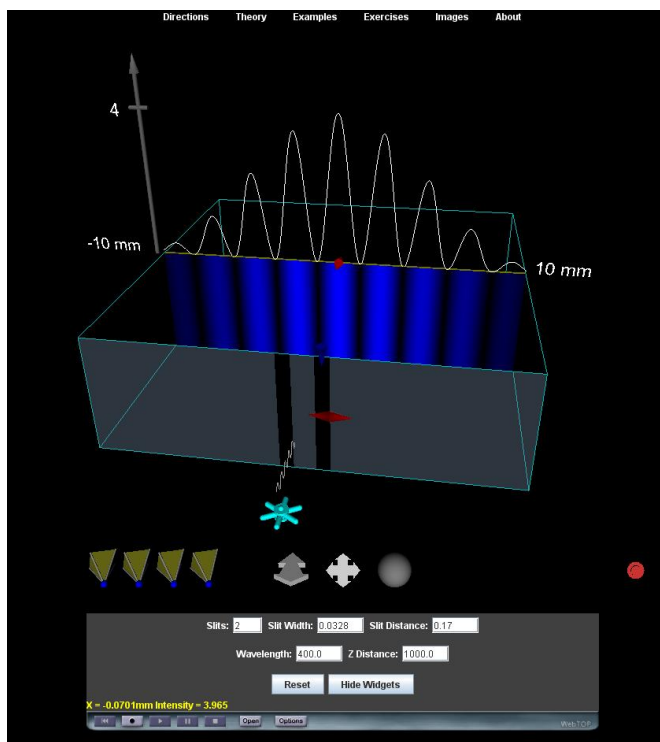 Directions Theory Examples Exercises Images About
4
-10 mm
10 mm
Slits: 2 Slit Width: 0.0328 Slit Distance: 0.17
Wavelength: 400.0 Z Distance: 1000.0
Reset Hide Widgets
X = -0.0701mm Intensity = 3.965
Open Options WebTOP